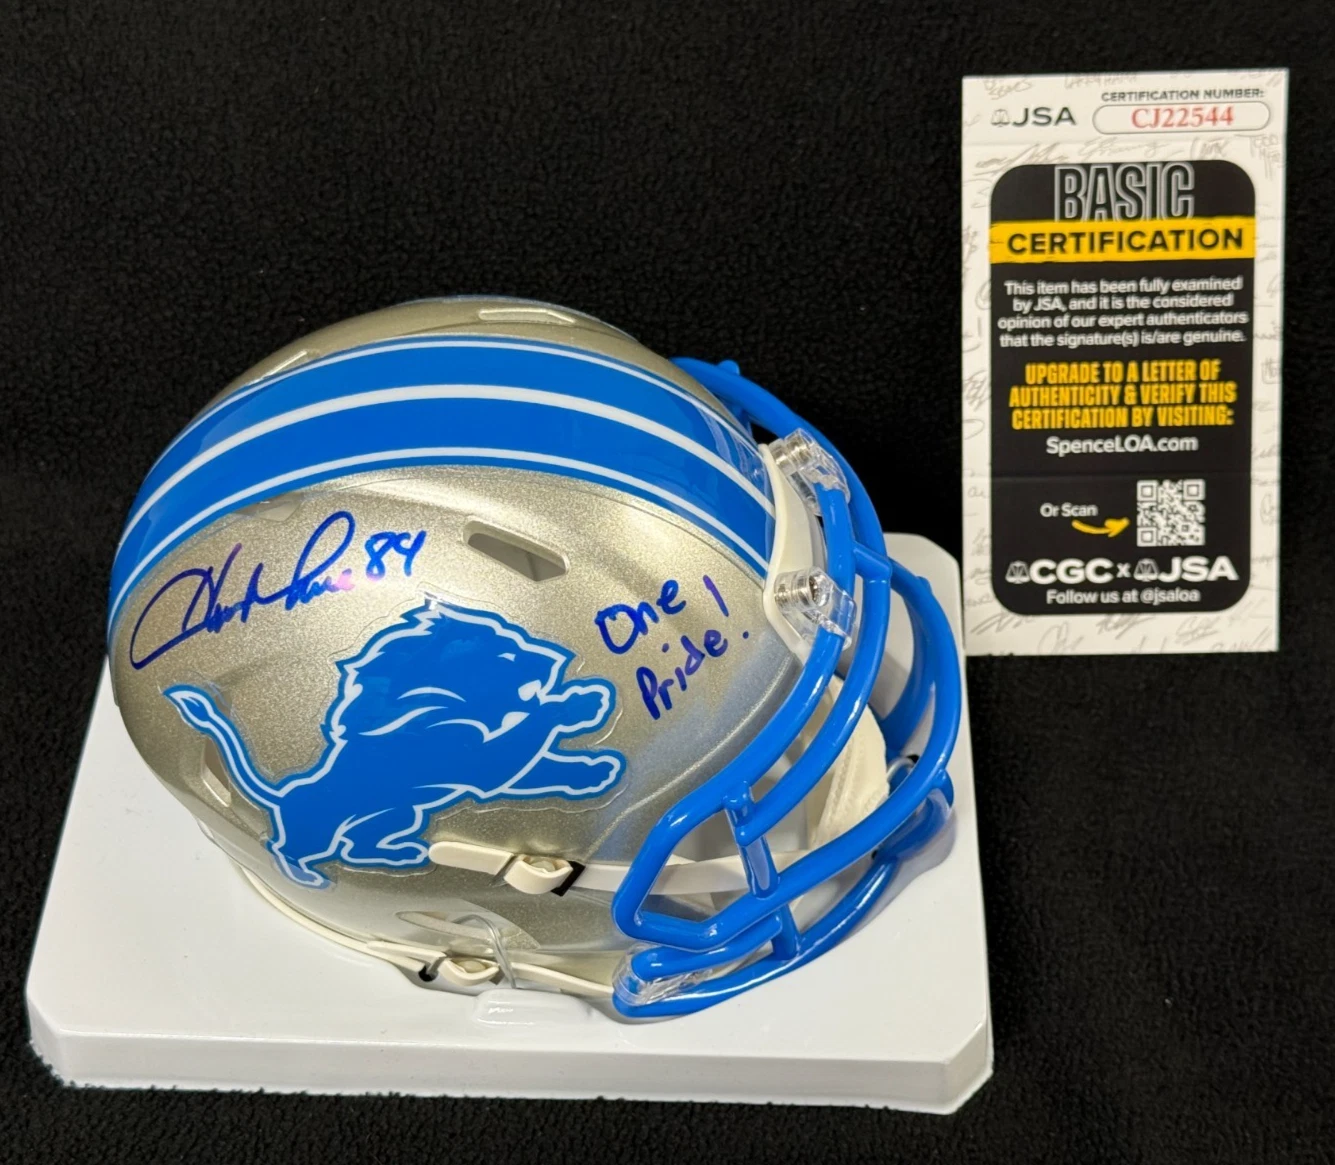 84
One
Pride!
JSA
CERTIFICATION NUMBER:
CJ22544
BASIC
CERTIFICATION
This item has been fully examined
by JSA, and it is the considered
opinion of our expert authenticators
that the signature(s) is/are genuine.
UPGRADE TO A LETTER OF
AUTHENTICITY & VERIFY THIS
CERTIFICATION BY VISITING:
SpenceLOA.com
Or Scan
CGC x JSA
Follow us at @jsaloa